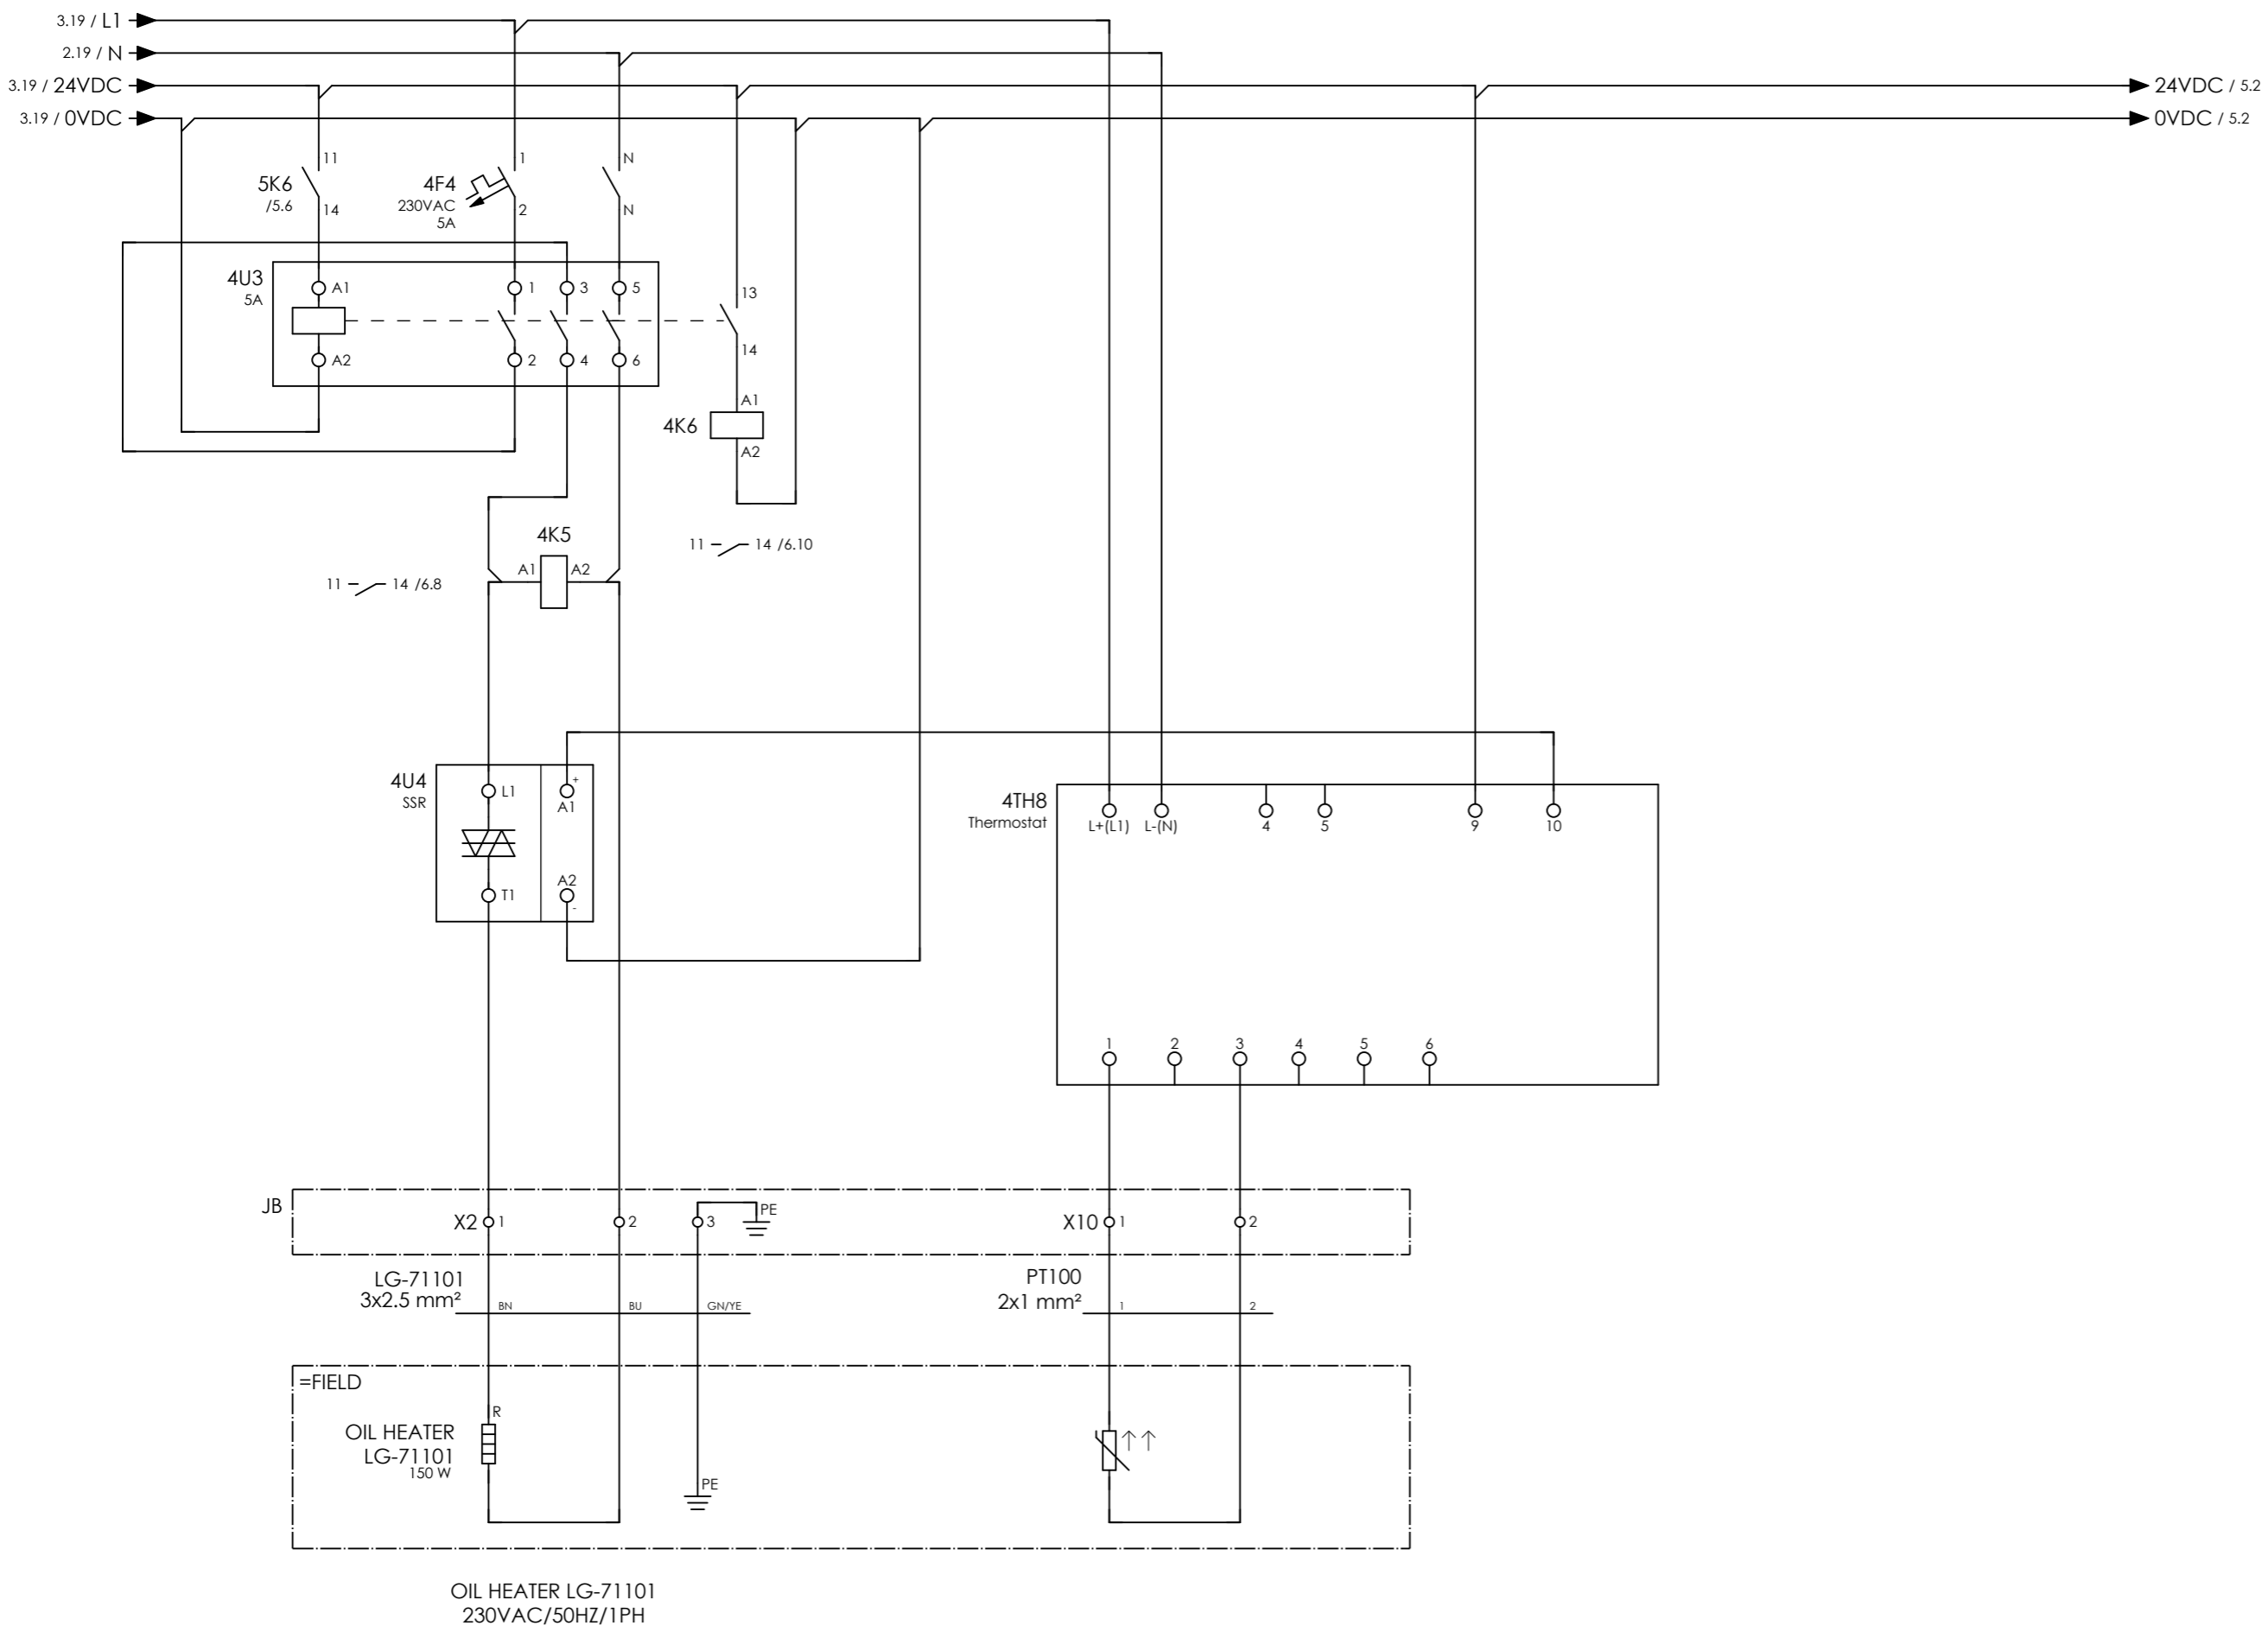 3.19 / L1
2.19 / N
3.19 / 24VDC
24VDC / 5.2
3.19 / 0VDC
0VDC / 5.2
11
1
N
5K6
/5.6
4F4
230VAC
5A
14
2
N
4U3
5A
A1
1
3
5
13
A2
2
4
6
14
A1
4K6
A2
4K5
11
14 /6.10
A1
A2
11
14 /6.8
4U4
SSR
L1
+
A1
A2
-
T1
4TH8
Thermostat
L+(L1)
L-(N)
4
5
9
10
1
2
3
4
5
6
JB
X2
1
2
3
PE
X10
1
2
LG-71101
3x2.5 mm²
BN
BU
GN/YE
PT100
2x1 mm²
1
2
=FIELD
R
OIL HEATER
LG-71101
150 W
PE
OIL HEATER LG-71101
230VAC/50HZ/1PH